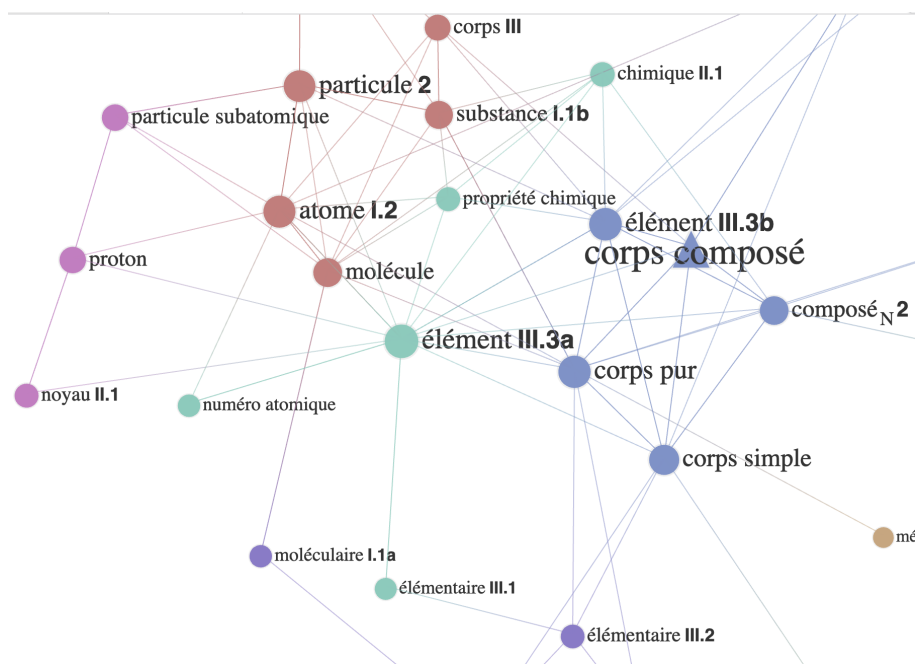 corps III
chimique II.1
particule 2
particule subatomique
substance I.1b
propriété chimique
atome I.2
élément III.3b
corps composé
proton
molécule
composé N 2
élément III.3a
corps pur
noyau II.1
numéro atomique
corps simple
mé
moléculaire I.1a
élémentaire III.1
élémentaire III.2